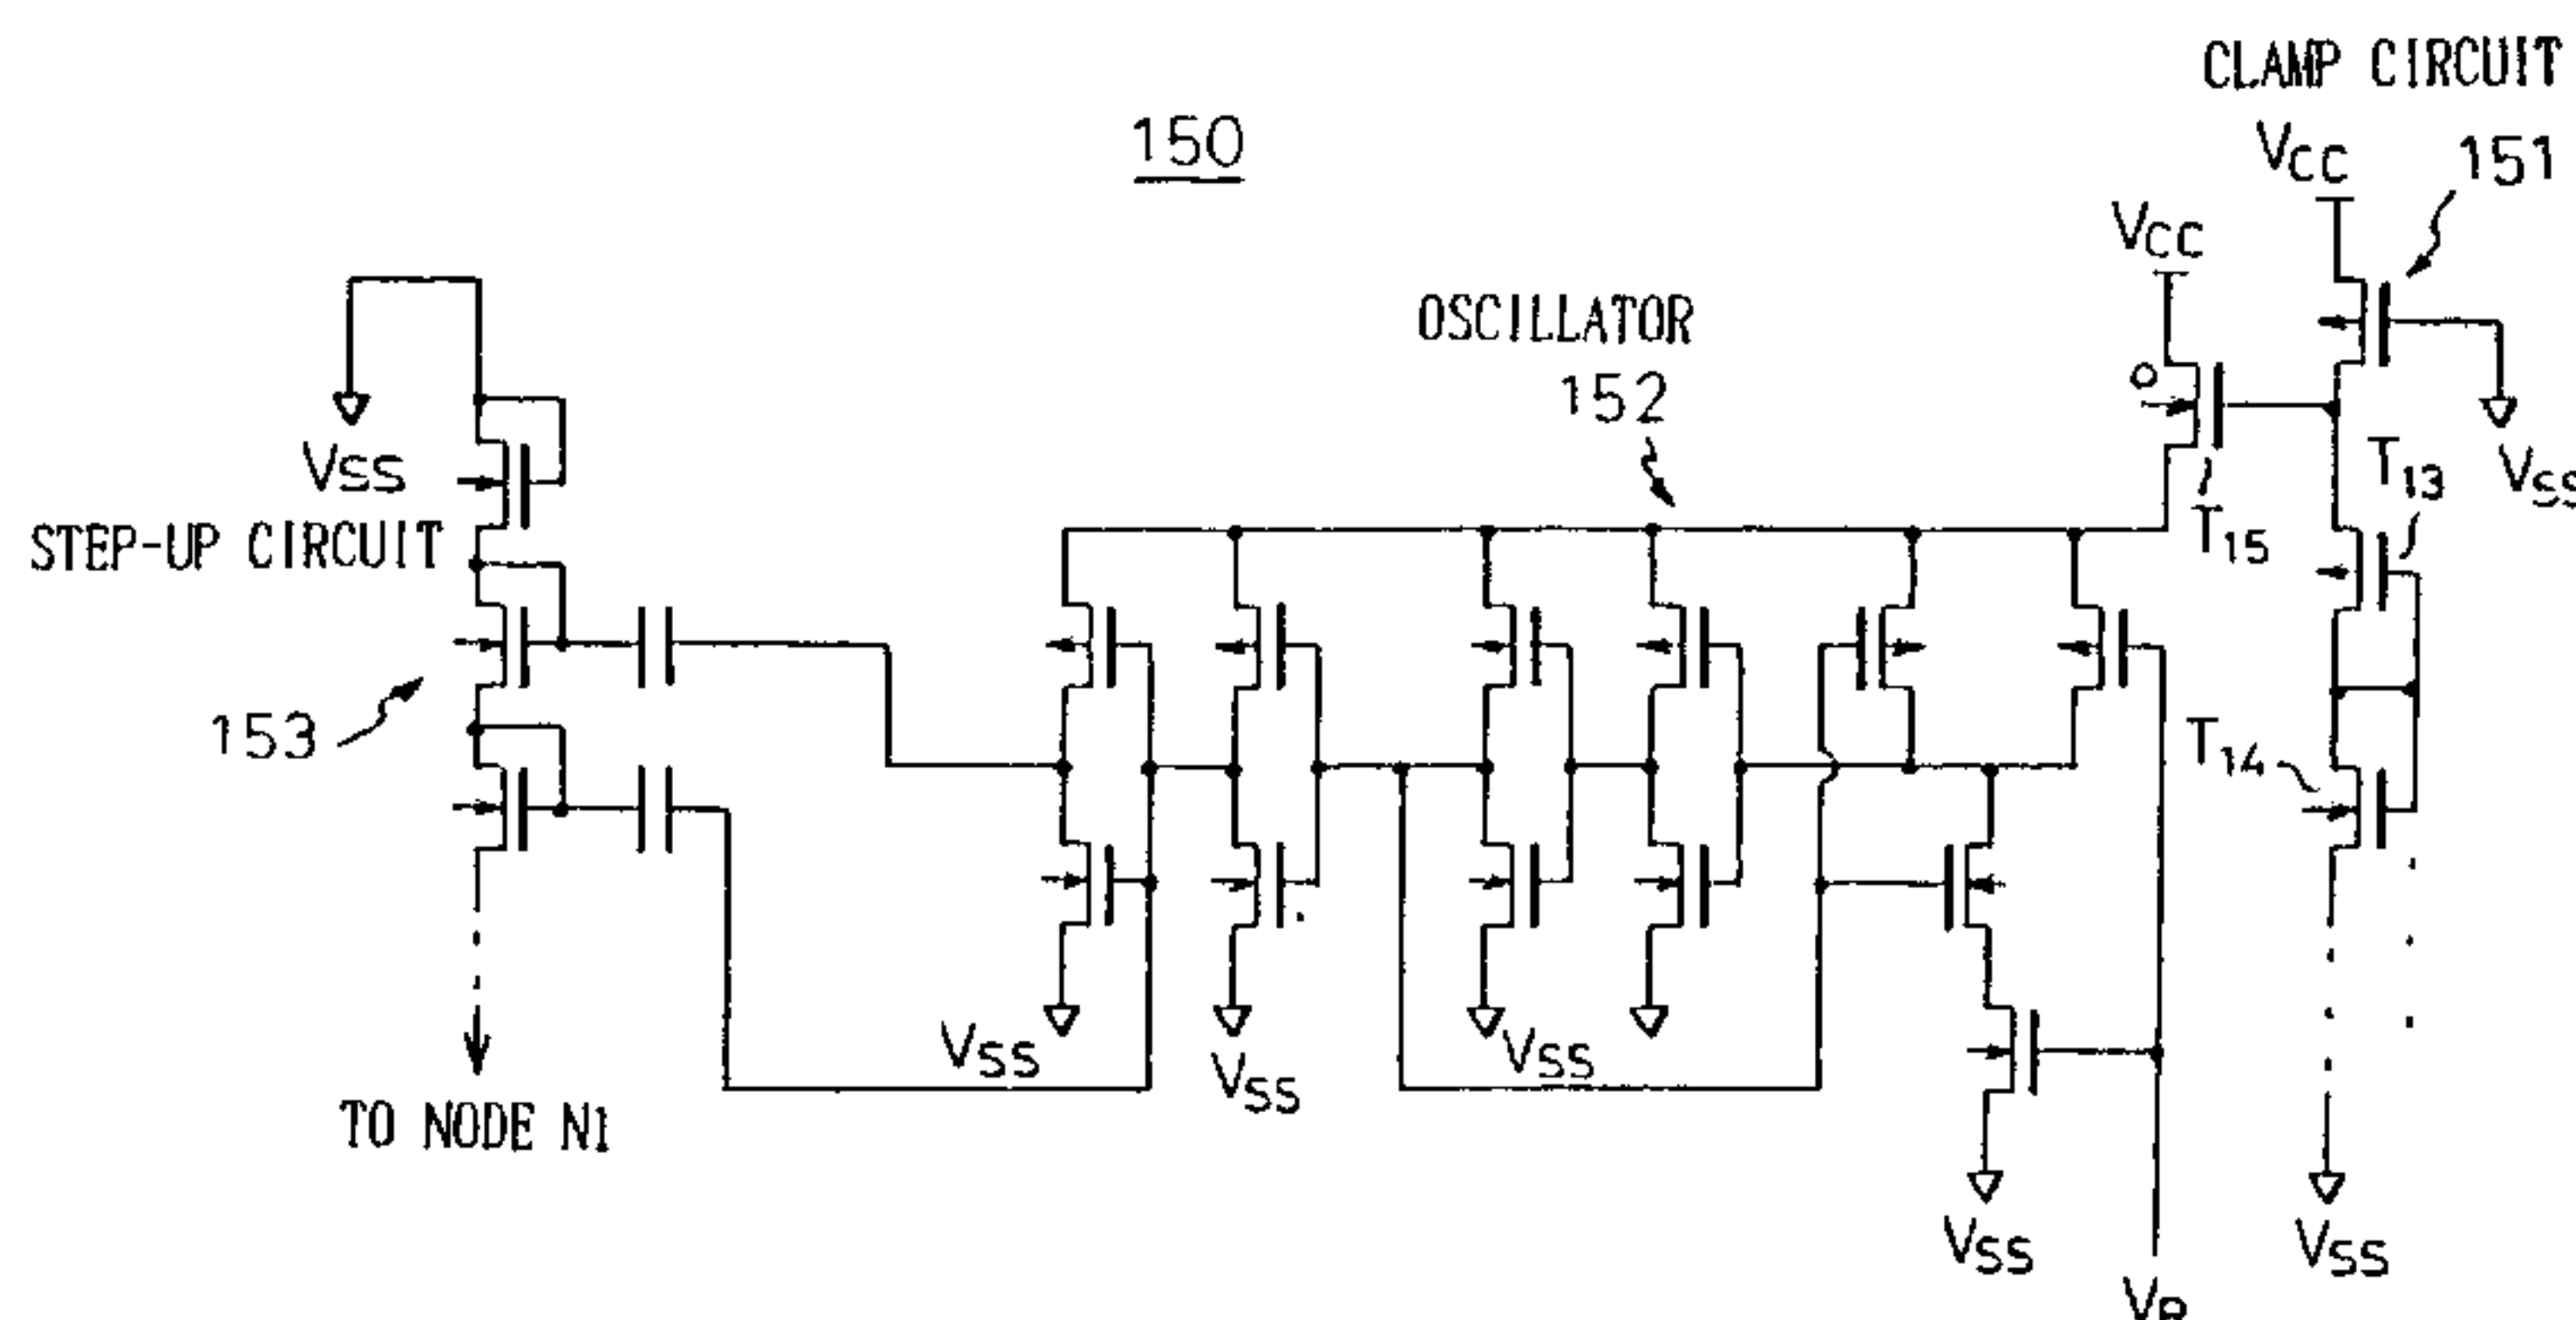 CLAMP CIRCUIT
150
VCC
151
VCC
OSCILLATOR
152
VSS
T13
VSS
T15
STEP-UP CIRCUIT
153
T14
VSS
VSS
VSS
TO NODE N1
VSS
VSS